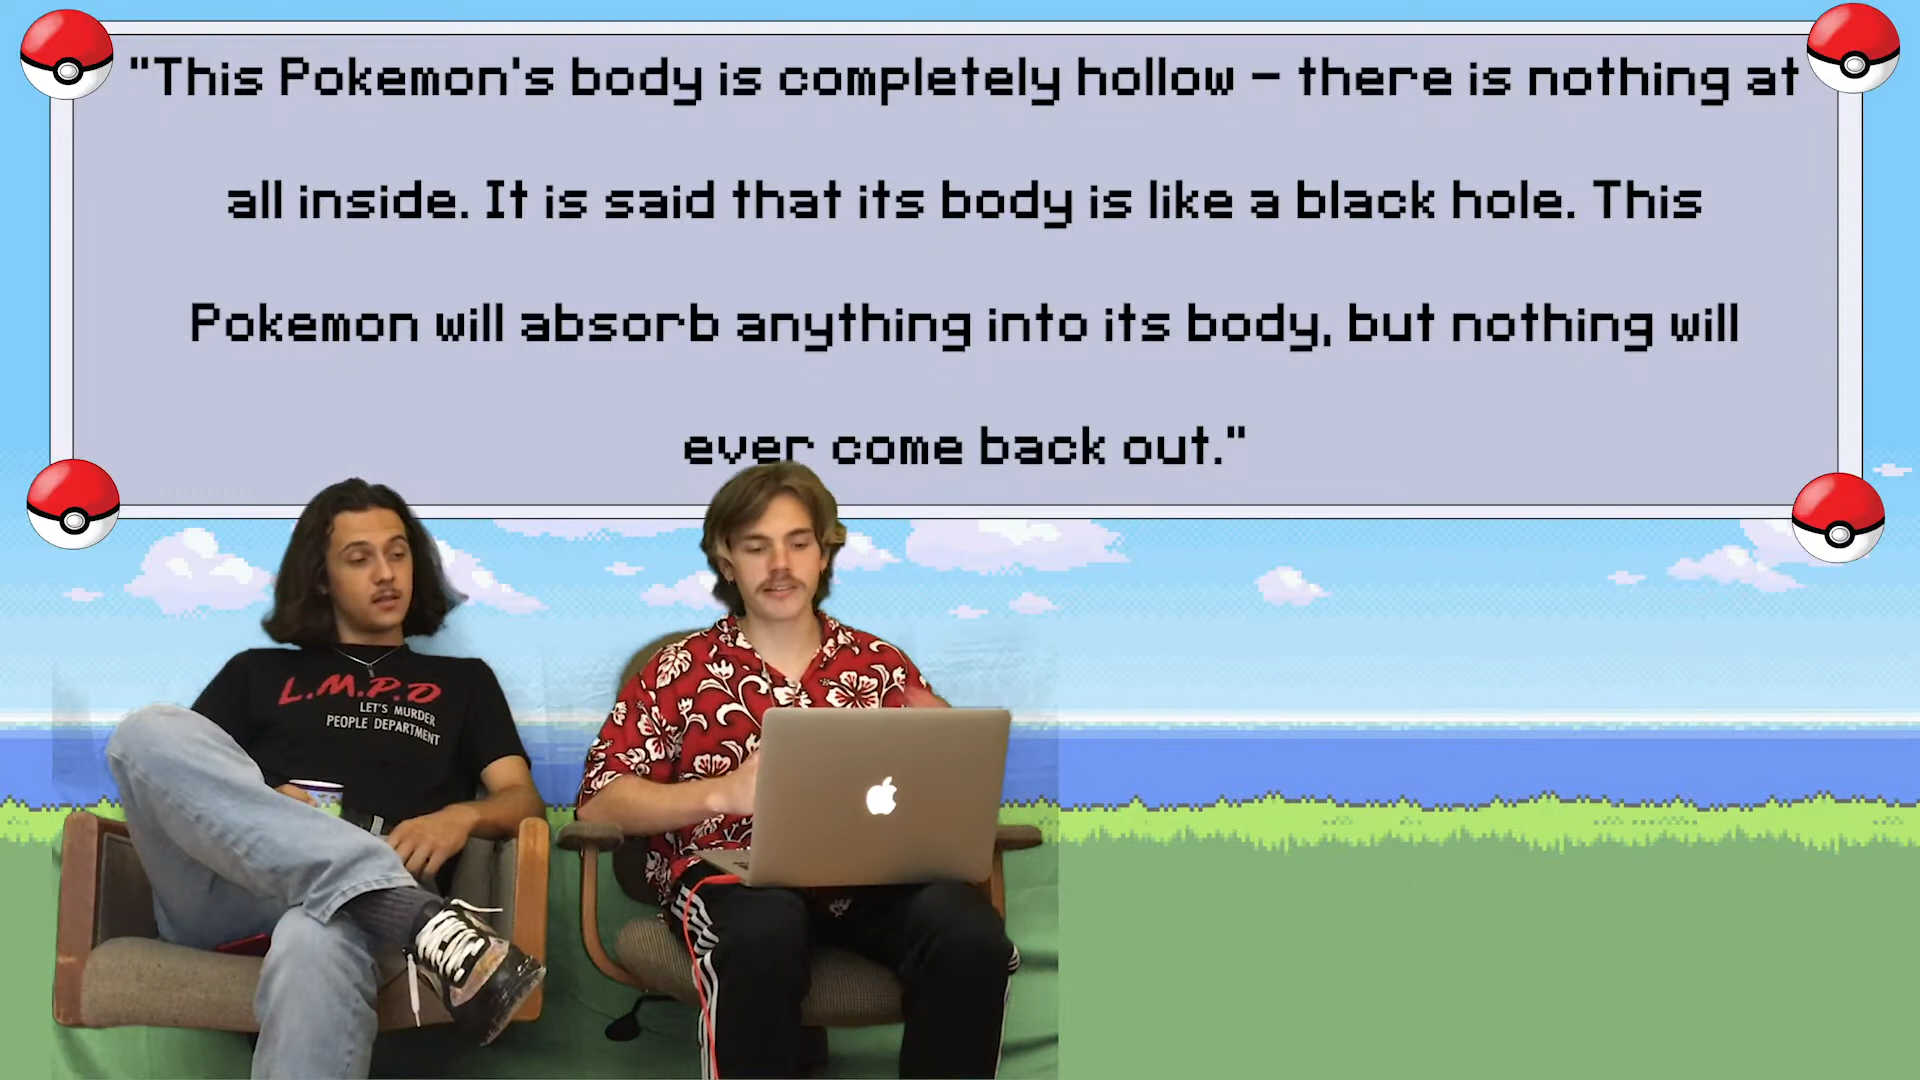 "This Pokemon's body is completely hollow – there is nothing at
all inside. It is said that its body is like a black hole. This
Pokemon will absorb anything into its body, but nothing will
ever come back out."
L.M.P.D
LET'S MURDER
PEOPLE DEPARTMENT